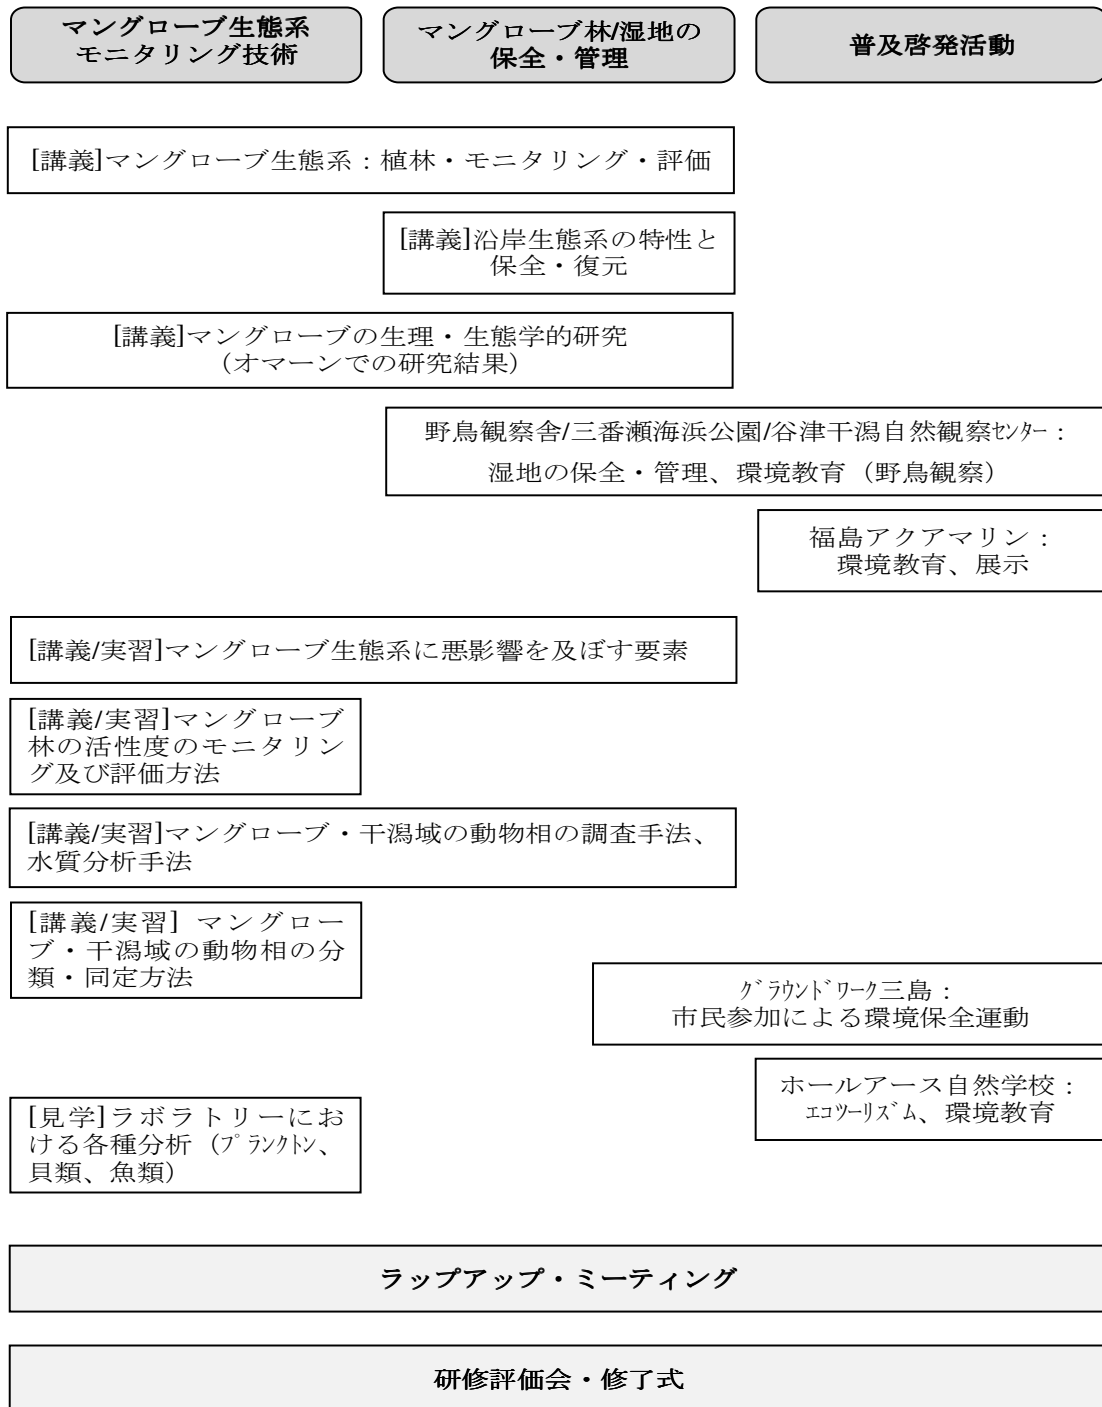 マングローブ生態系
モニタリング技術
マングローブ林/湿地の
保全・管理
普及啓発活動
[講義]マングローブ生態系：植林・モニタリング・評価
[講義]沿岸生態系の特性と
保全・復元
[講義]マングローブの生理・生態学的研究
（オマーンでの研究結果）
野鳥観察舎/三番瀬海浜公園/谷津干潟自然観察ｾﾝﾀｰ：
湿地の保全・管理、環境教育（野鳥観察）
福島アクアマリン：
環境教育、展示
[講義/実習]マングローブ生態系に悪影響を及ぼす要素
[講義/実習]マングローブ
林の活性度のモニタリン
グ及び評価方法
[講義/実習]マングローブ・干潟域の動物相の調査手法、
水質分析手法
[講義/実習] マングロー
ブ・干潟域の動物相の分
類・同定方法
ｸﾞﾗｳﾝﾄﾞﾜｰｸ三島：
市民参加による環境保全運動
ホールアース自然学校：
ｴｺﾂｰﾘｽﾞﾑ、環境教育
[見学]ラボラトリーにお
ける各種分析（ﾌﾟﾗﾝｸﾄﾝ、
貝類、魚類）
ラップアップ・ミーティング
研修評価会・修了式